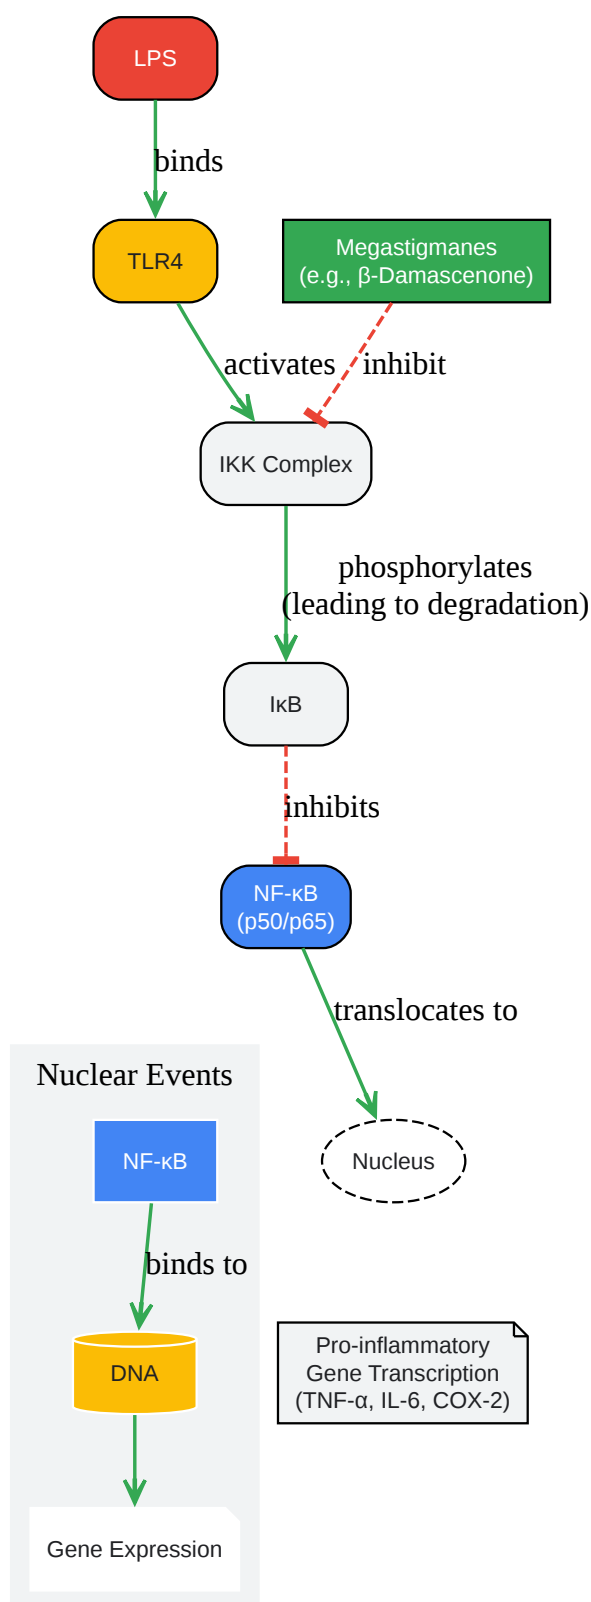 LPS
binds
TLR4
Megastigmanes
(e.g., β-Damascenone)
activates
inhibit
IKK Complex
phosphorylates
(leading to degradation)
IκB
inhibits
NF-κB
(p50/p65)
translocates to
Nuclear Events
NF-κB
Nucleus
binds to
DNA
Pro-inflammatory
Gene Transcription
(TNF-α, IL-6, COX-2)
Gene Expression